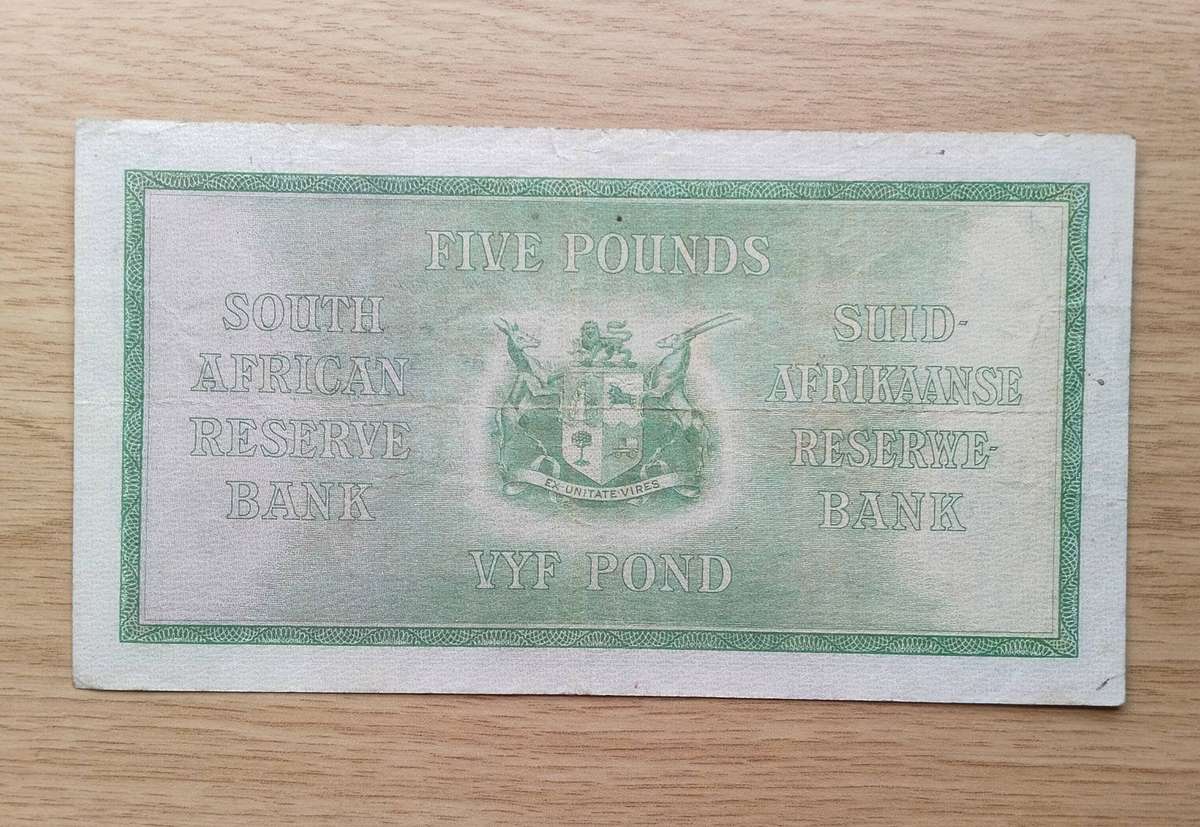 FIVE POUNDS
SOUTH
AFRICAN
RESERVE
BANK
SUID-
AFRIKAANSE
RESERWE-
BANK
EX·UNITATE·VIRES
VYF POND